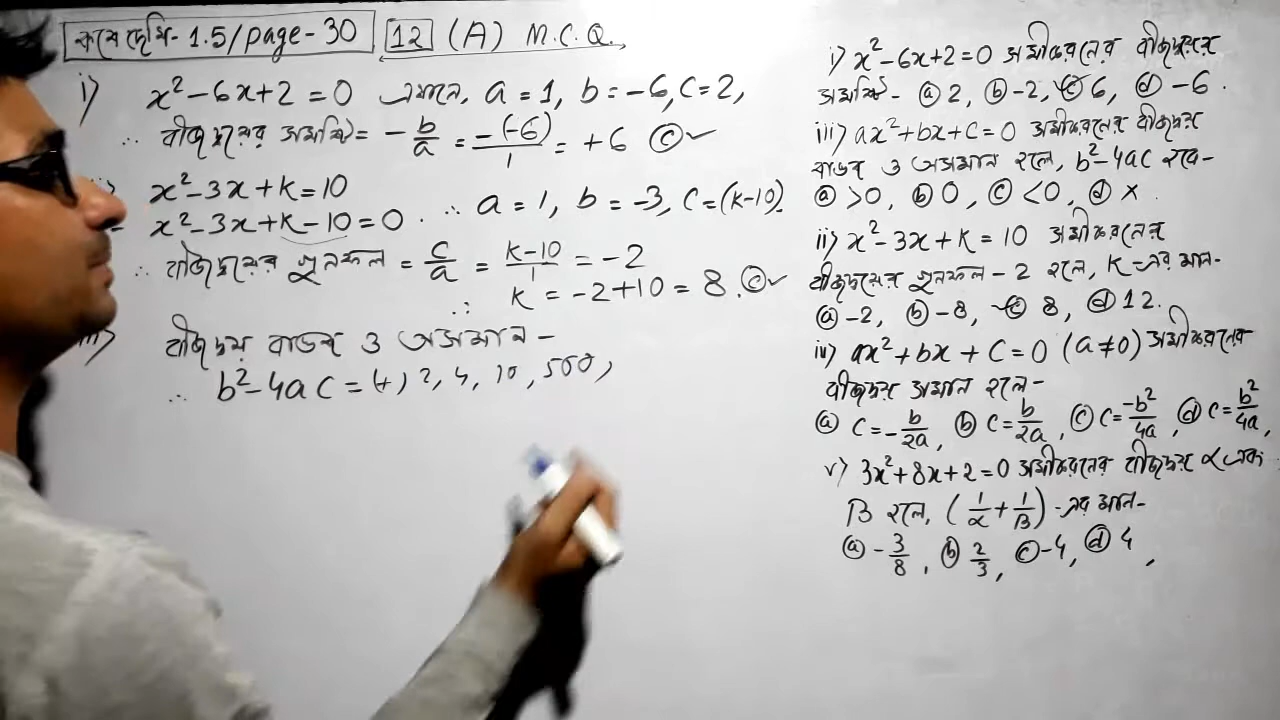 কষে দেখি- 1.5/page-30 12 (A) M.C.Q.,
i) x²-6x+2=0 এখানে, a=1, b=-6, c=2,
∴ বীজদ্বয়ের সমষ্টি= -b/a = -(-6)/1 = +6 ⓒ✓
x²-3x+k=10
x²-3x+k-10=0. ∴ a=1, b=-3, c=(k-10).
∴ বীজদ্বয়ের গুনফল = c/a = k-10/1 = -2
∴ k = -2+10 = 8. ⓒ✓
বীজদ্বয় বাস্তব ও অসমান-
∴ b²-4ac = (+) 2, 4, 10, 500,
i) x²-6x+2=0 সমীকরনের বীজদ্বয়ের
সমষ্টি- ⓐ 2, ⓑ -2, ⓒ 6, ⓓ -6.
iii) ax²+bx+c=0 সমীকরনের বীজদ্বয়
বাস্তব ও অসমান হলে, b²-4ac হবে-
ⓐ >0, ⓑ 0, ⓒ <0, ⓓ ×.
ii) x²-3x+k=10 সমীকরনের
বীজদ্বয়ের গুনফল -2 হলে, k-এর মান-
ⓐ -2, ⓑ -8, ⓒ 8, ⓓ 12.
iv) ax²+bx+c=0 (a≠0) সমীকরনের
বীজদ্বয় সমান হলে-
ⓐ c=-b/2a, ⓑ c=b/2a, ⓒ c=-b²/4a, ⓓ c=b²/4a,
v) 3x²+8x+2=0 সমীকরনের বীজদ্বয় α এবং
β হলে, (1/α+1/β)-এর মান-
ⓐ -3/8, ⓑ 2/3, ⓒ -4, ⓓ 4,